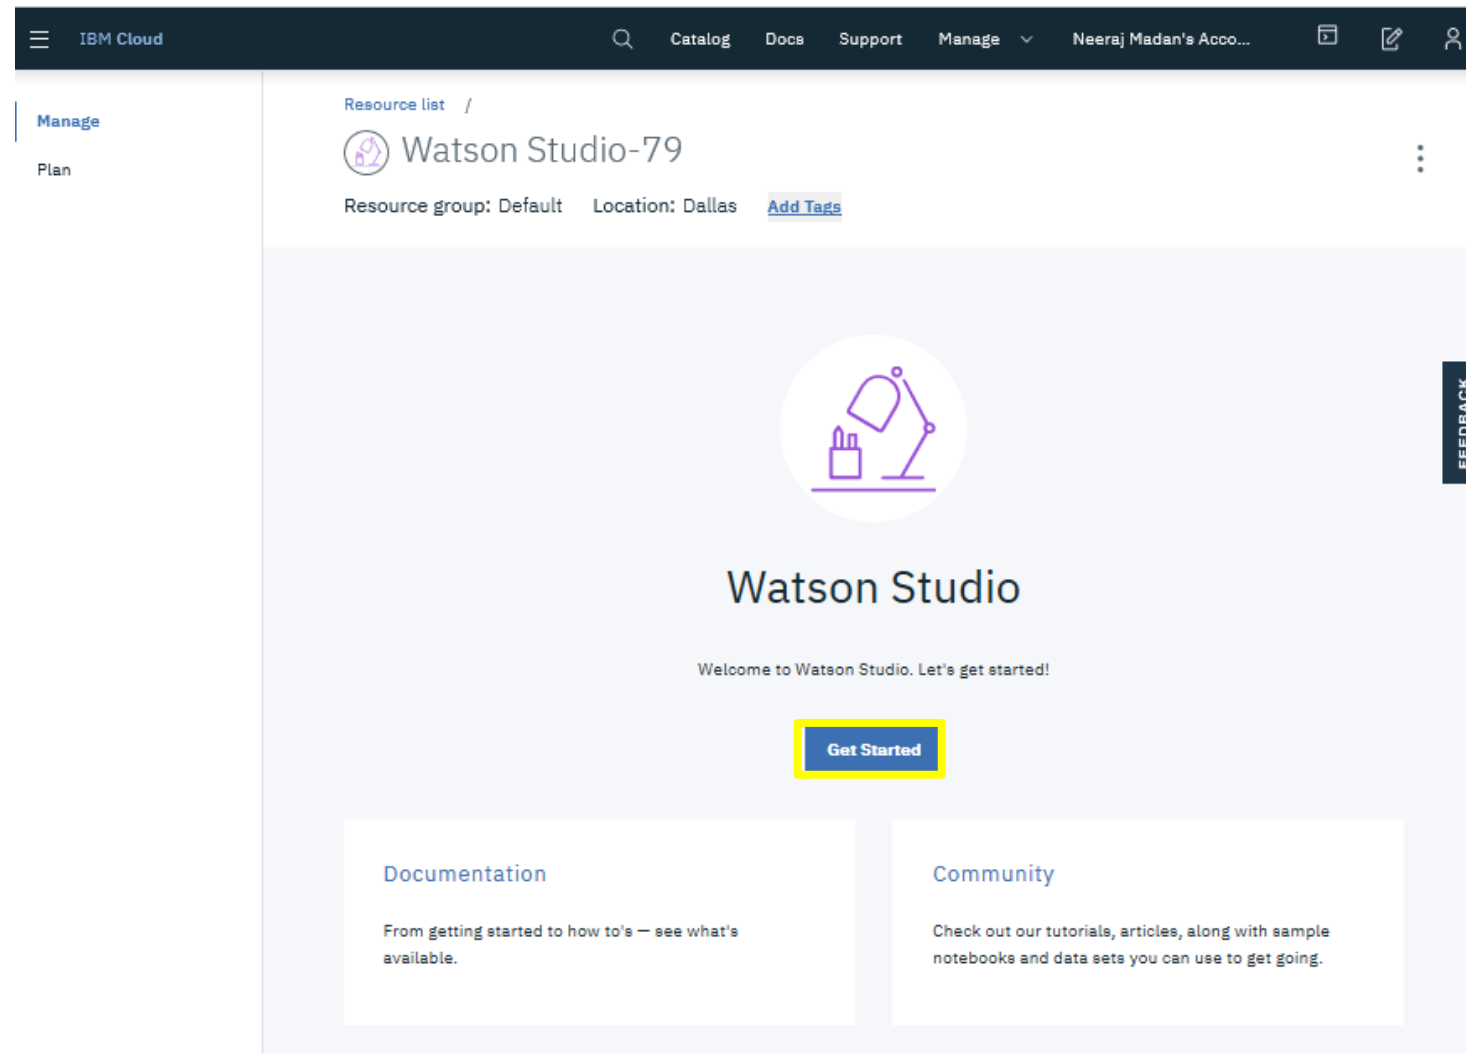 IBM Cloud Catalog Docs Support Manage Neeraj Madan's Acco...
Manage
Plan
Resource list /
Watson Studio-79
Resource group: Default Location: Dallas Add Tags
FEEDBACK
Watson Studio
Welcome to Watson Studio. Let's get started!
Get Started
Documentation
From getting started to how to's — see what's
available.
Community
Check out our tutorials, articles, along with sample
notebooks and data sets you can use to get going.